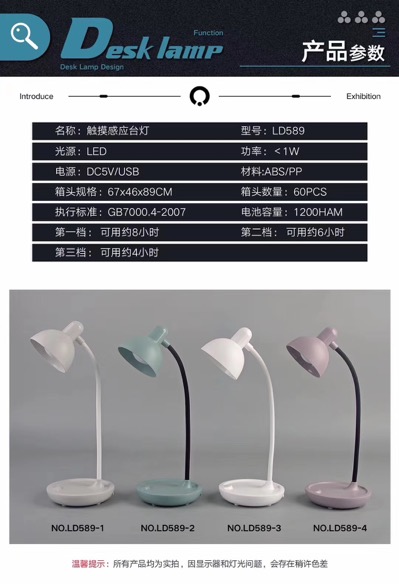 Function
Desk lamp
Desk Lamp Design
产品参数
Introduce
Exhibition
名称：触摸感应台灯 型号：LD589
光源：LED 功率：＜1W
电源：DC5V/USB 材料:ABS/PP
箱头规格：67x46x89CM 箱头数量：60PCS
执行标准：GB7000.4-2007 电池容量：1200HAM
第一档： 可用约8小时 第二档： 可用约6小时
第三档： 可用约4小时
NO.LD589-1 NO.LD589-2 NO.LD589-3 NO.LD589-4
温馨提示：所有产品均为实拍，因显示器和灯光问题，会存在稍许色差